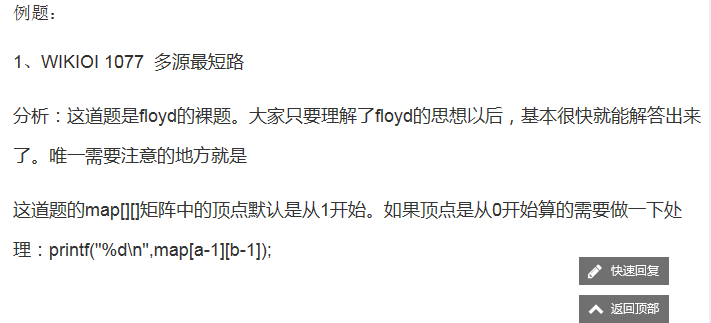 例题：
1、WIKIOI 1077  多源最短路
分析：这道题是floyd的裸题。大家只要理解了floyd的思想以后，基本很快就能解答出来
了。唯一需要注意的地方就是
这道题的map[][]矩阵中的顶点默认是从1开始。如果顶点是从0开始算的需要做一下处
理：printf("%d\n",map[a-1][b-1]);
快速回复
返回顶部